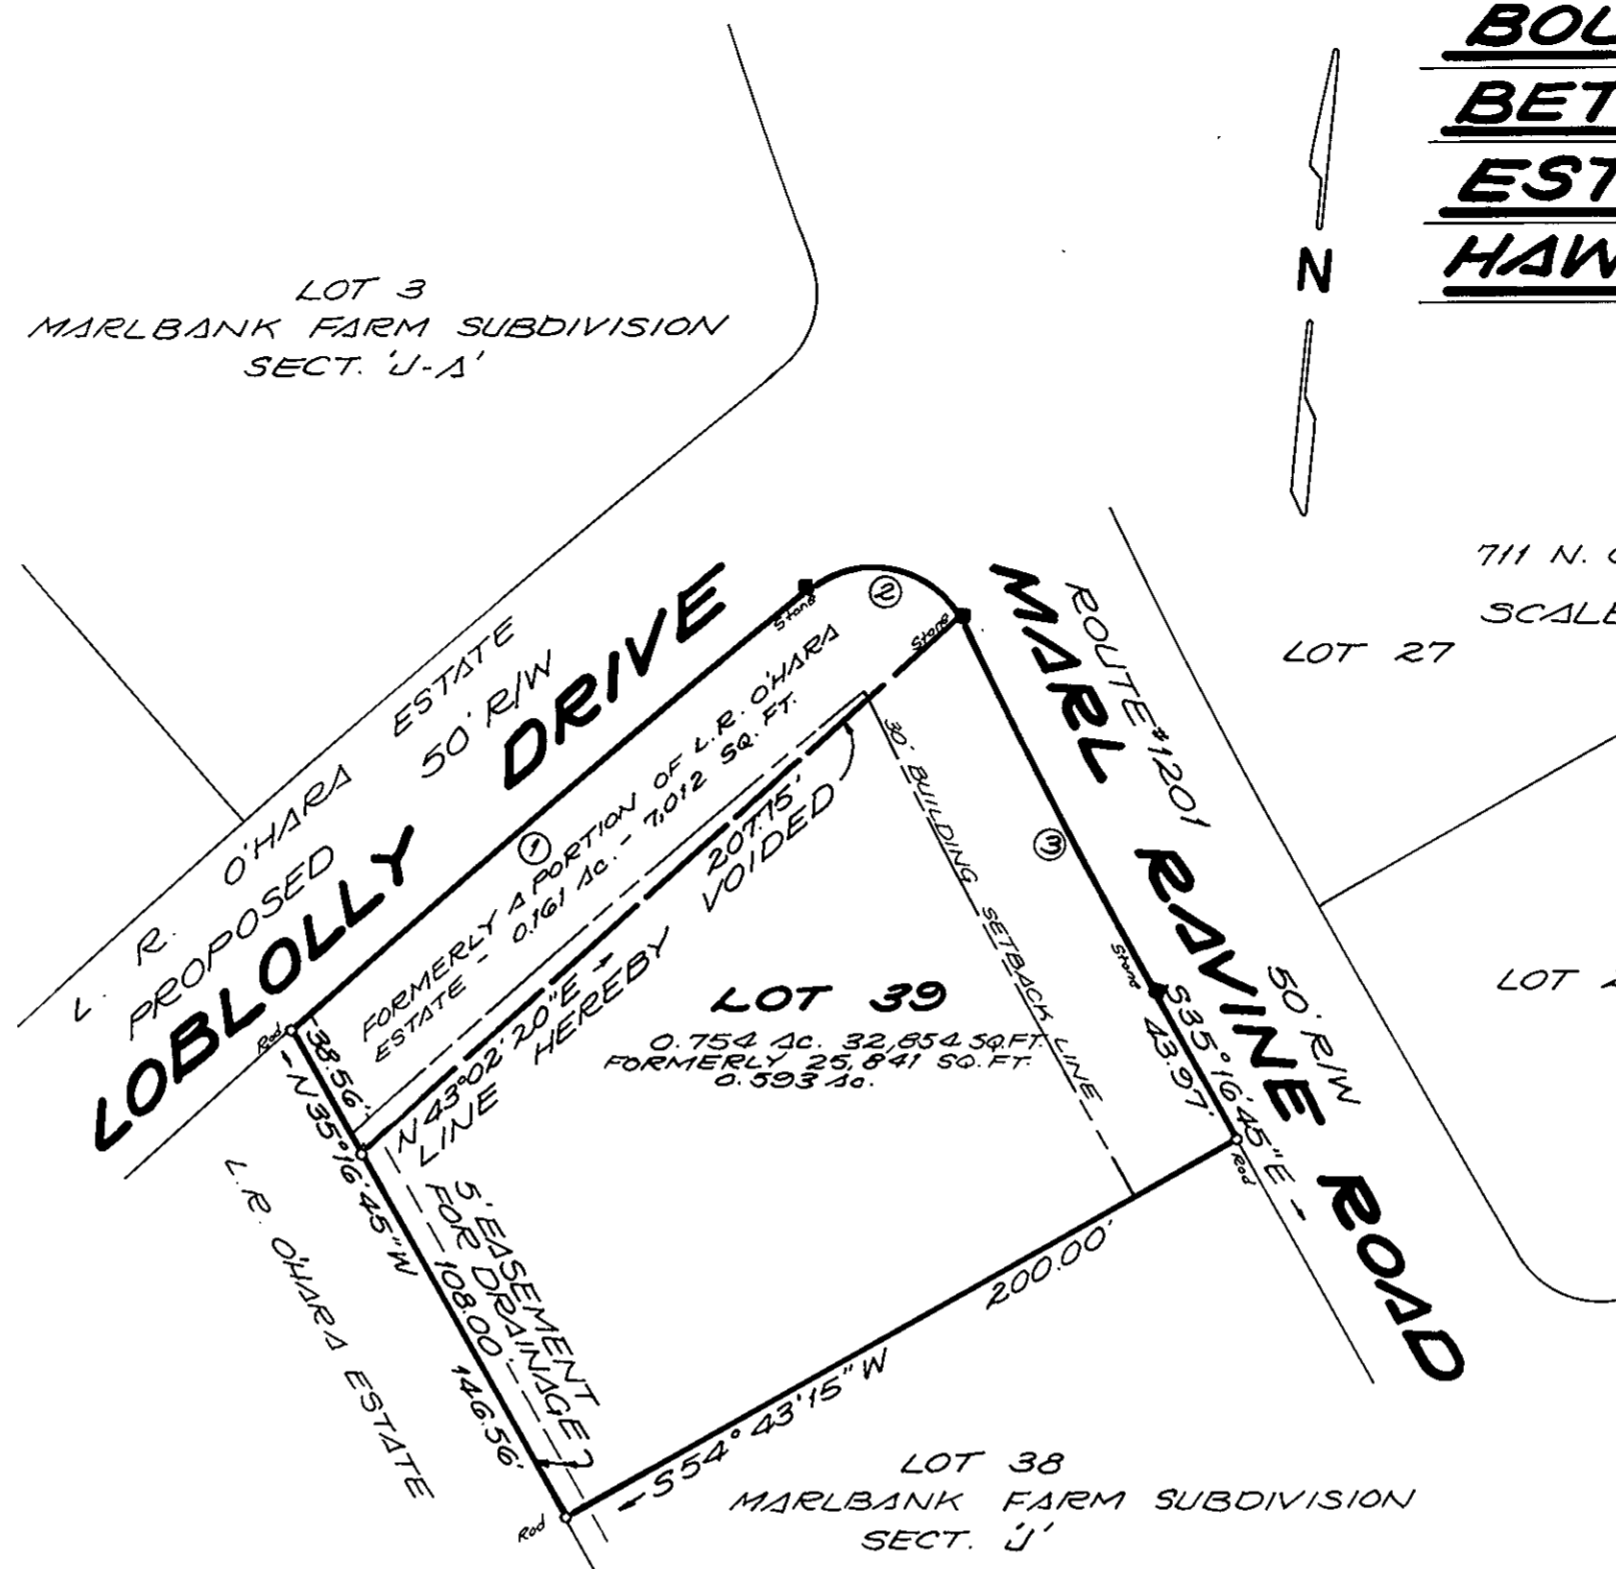 BOU
BET
EST
HAW
N
LOT 3
MARLBANK FARM SUBDIVISION
SECT. 'J-A'
711 N. 
SCALE
LOT 27
LOT
L. R. O'HARA ESTATE
PROPOSED 50' R/W
LOBLOLLY DRIVE
MARL RAVINE ROAD
ROUTE #1201
50' R/W
Stone
2
Stone
1
3
FORMERLY A PORTION OF L.R. O'HARA
ESTATE - 0.161 AC. - 7,012 SQ. FT.
N 43°02'20"E
207.75'
LINE HEREBY VOIDED
30' BUILDING SETBACK LINE
LOT 39
0.754 AC. 32,854 SQ.FT.
FORMERLY 25,841 SQ.FT.
0.593 AC.
Stone
43.97'
S35°16'45"E
Rod
Rod
38.56'
N35°16'45"W
L.R. O'HARA ESTATE
5' EASEMENT
FOR DRAINAGE
108.00'
146.56'
Rod
200.00'
S54°43'15"W
LOT 38
MARLBANK FARM SUBDIVISION
SECT. 'J'